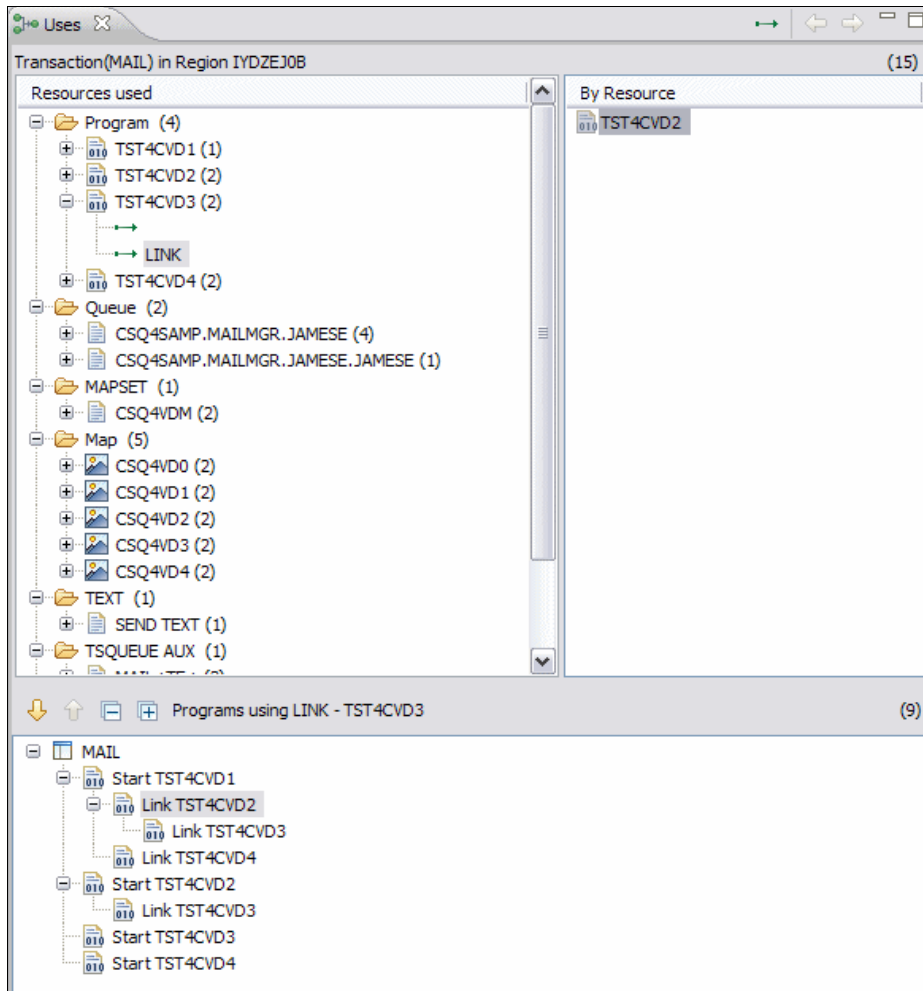 Uses
Transaction(MAIL) in Region IYDZEJ0B (15)
Resources used
Program (4)
TST4CVD1 (1)
TST4CVD2 (2)
TST4CVD3 (2)
LINK
TST4CVD4 (2)
Queue (2)
CSQ4SAMP.MAILMGR.JAMESE (4)
CSQ4SAMP.MAILMGR.JAMESE.JAMESE (1)
MAPSET (1)
CSQ4VDM (2)
Map (5)
CSQ4VD0 (2)
CSQ4VD1 (2)
CSQ4VD2 (2)
CSQ4VD3 (2)
CSQ4VD4 (2)
TEXT (1)
SEND TEXT (1)
TSQUEUE AUX (1)
By Resource
TST4CVD2
Programs using LINK - TST4CVD3 (9)
MAIL
Start TST4CVD1
Link TST4CVD2
Link TST4CVD3
Link TST4CVD4
Start TST4CVD2
Link TST4CVD3
Start TST4CVD3
Start TST4CVD4